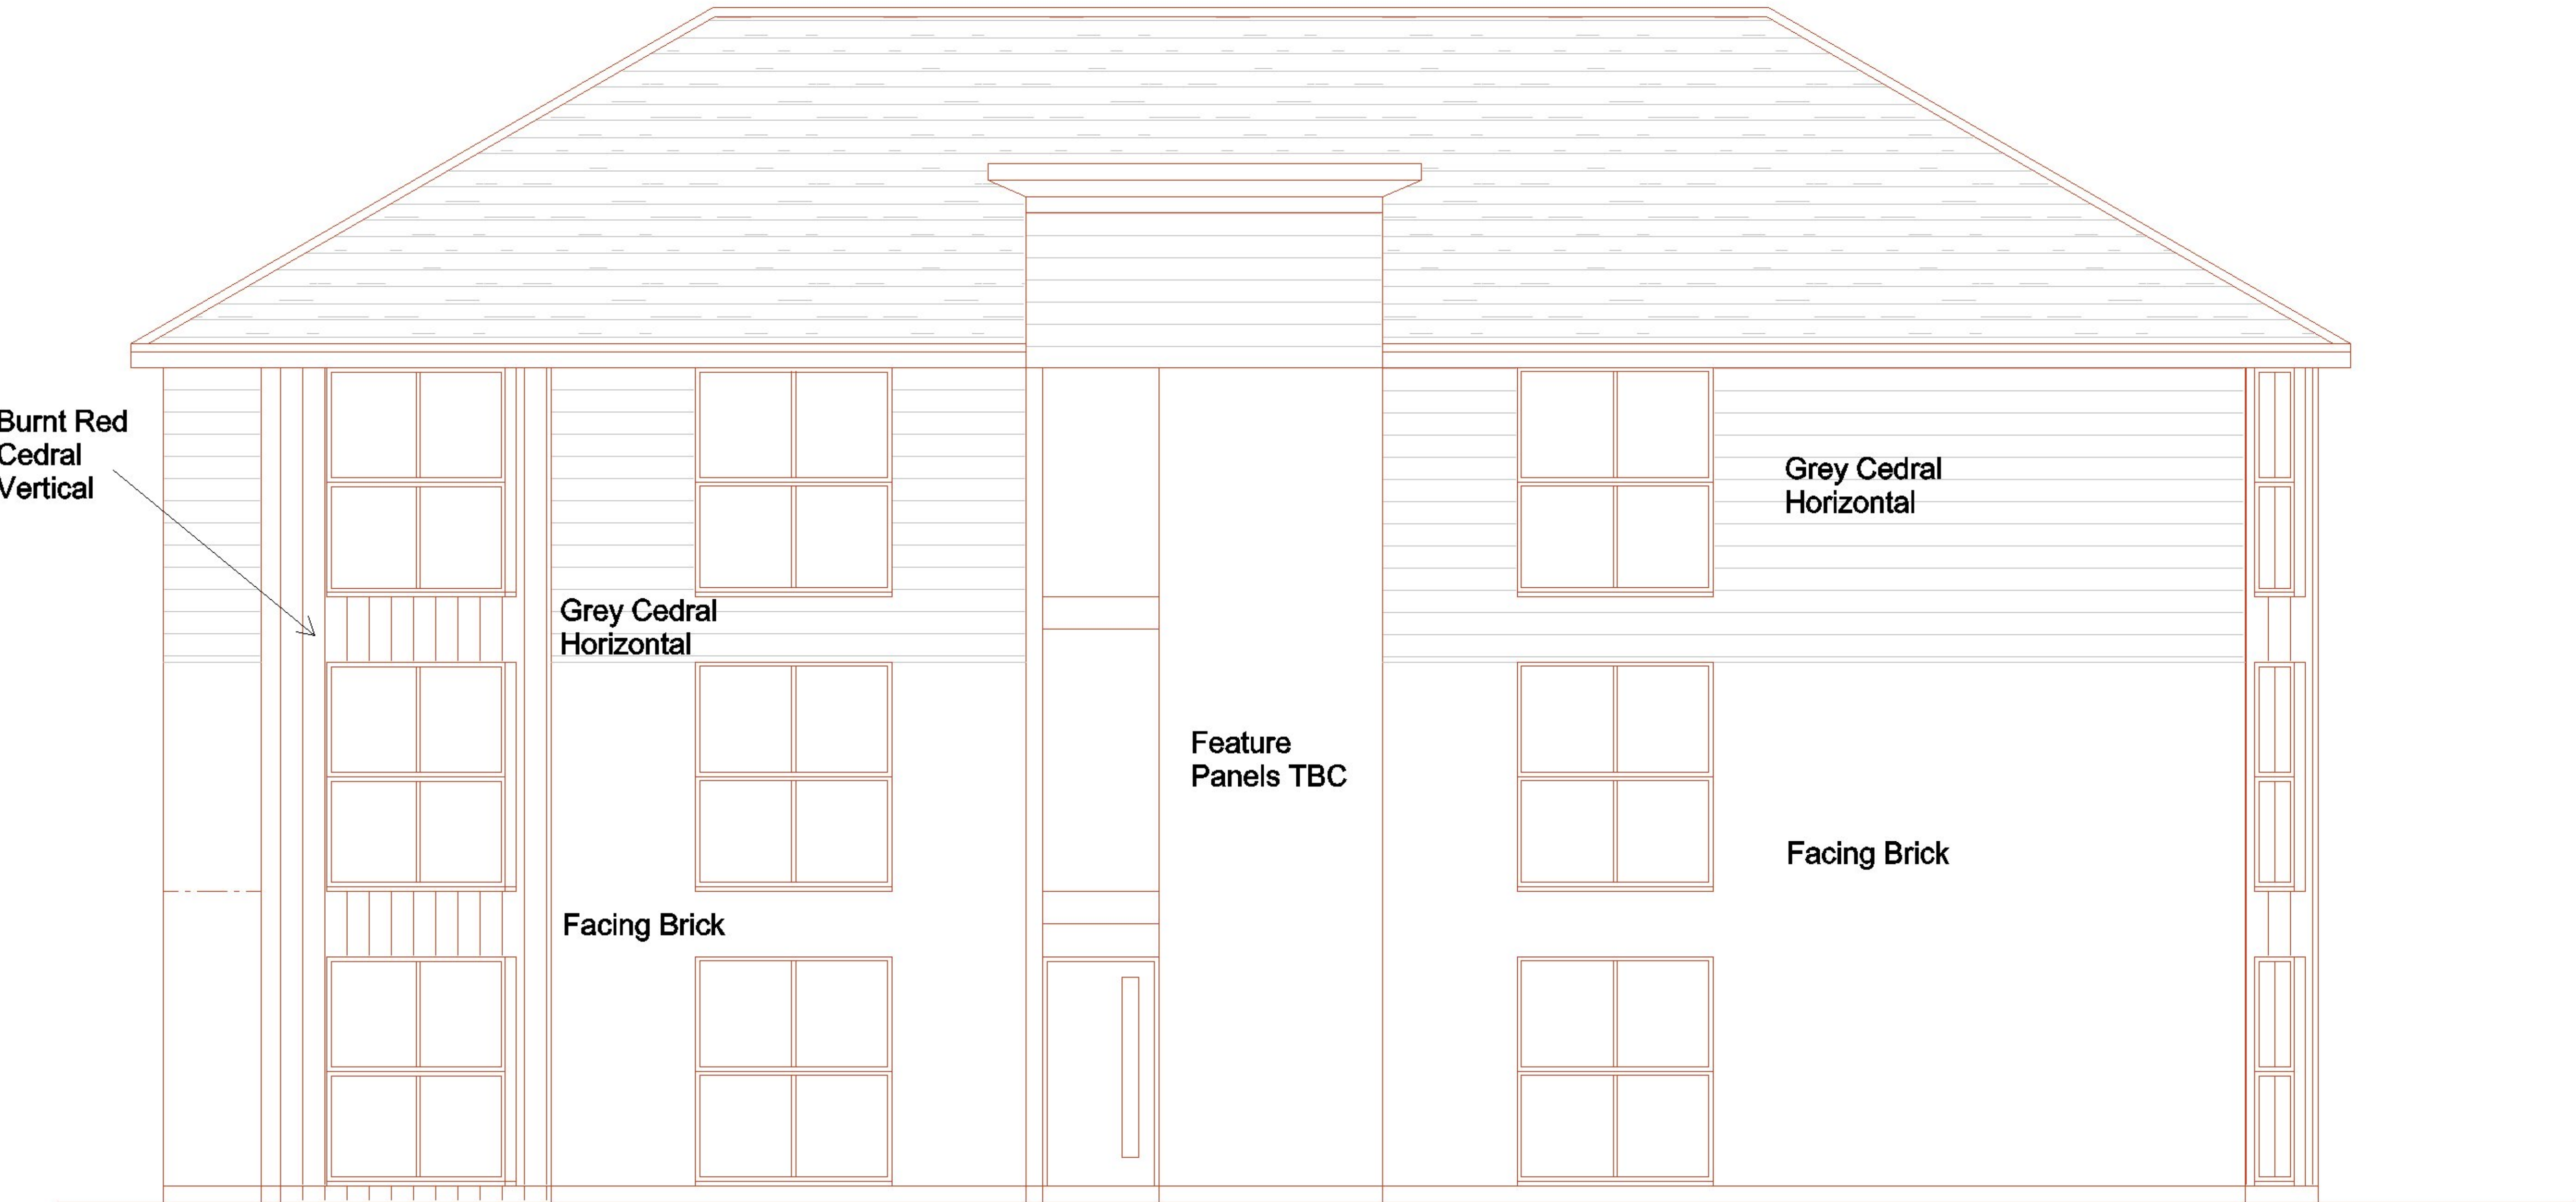 Burnt Red
Cedral
Vertical
Grey Cedral
Horizontal
Grey Cedral
Horizontal
Feature
Panels TBC
Facing Brick
Facing Brick